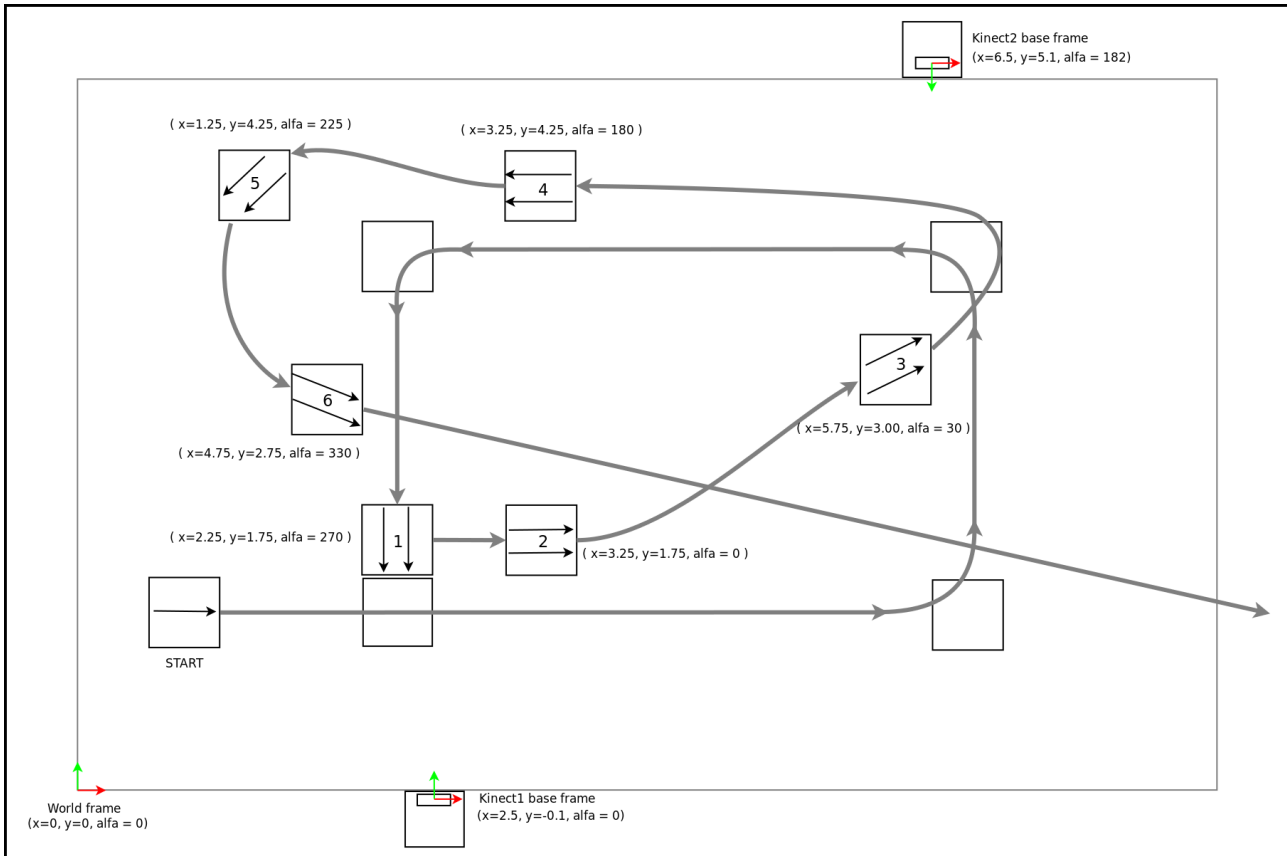 Kinect2 base frame
(x=6.5, y=5.1, alfa = 182)
( x=1.25, y=4.25, alfa = 225 )
( x=3.25, y=4.25, alfa = 180 )
5
4
3
( x=5.75, y=3.00, alfa = 30 )
6
( x=4.75, y=2.75, alfa = 330 )
( x=2.25, y=1.75, alfa = 270 )
1
2
( x=3.25, y=1.75, alfa = 0 )
START
World frame
(x=0, y=0, alfa = 0)
Kinect1 base frame
(x=2.5, y=-0.1, alfa = 0)